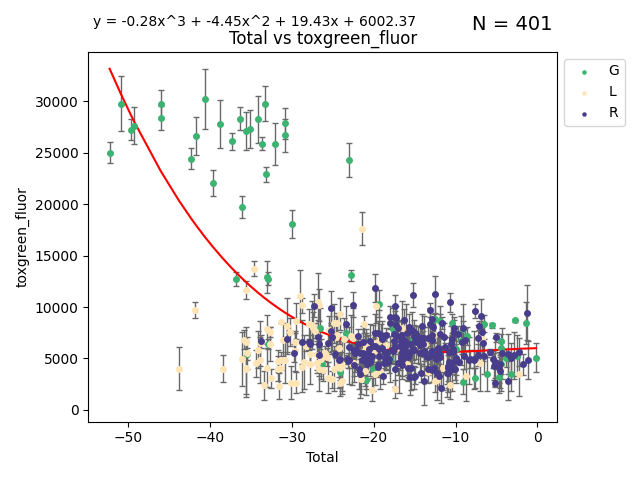 y = -0.28x^3 + -4.45x^2 + 19.43x + 6002.37
N = 401
Total vs toxgreen_fluor
G
L
R
toxgreen_fluor
30000
25000
20000
15000
10000
5000
0
−50
−40
−30
−20
−10
0
Total